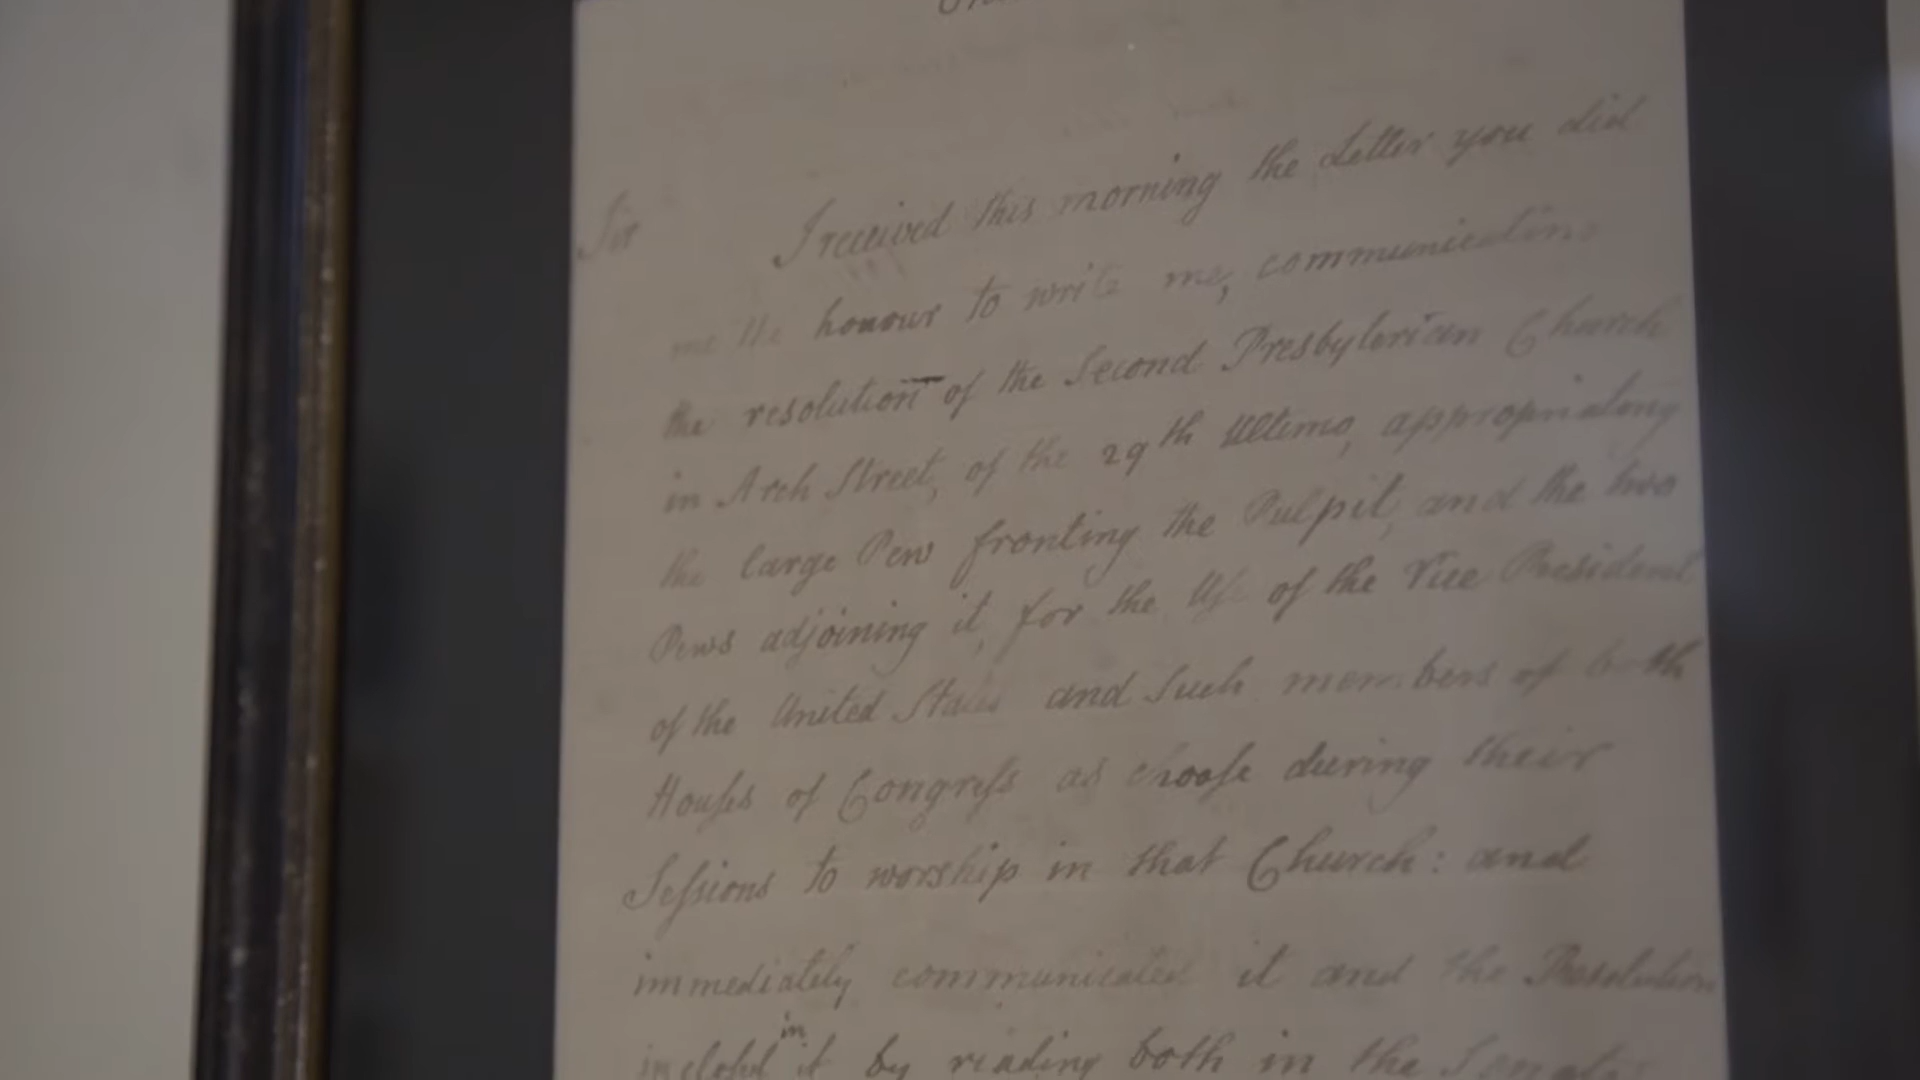 Sir
I received this morning the Letter you did
me the honour to write me, communicating
the resolution of the Second Presbyterian Church
in Arch Street, of the 29th Ultimo, appropriating
the large Pew fronting the Pulpit, and the two
Pews adjoining it, for the Use of the Vice President
of the United States and Such members of both
Houses of Congress as choose during their
Sessions to worship in that Church: and
immediately communicated it and the Resolution
inclosed in it by reading both in the Senate